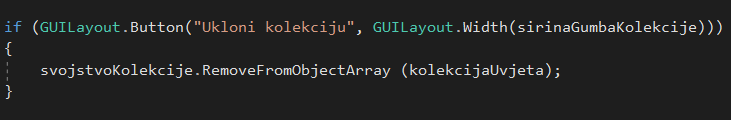 if (GUILayout.Button("Ukloni kolekciju", GUILayout.Width(sirinaGumbaKolekcije)))
{
    svojstvoKolekcije.RemoveFromObjectArray (kolekcijaUvjeta);
}